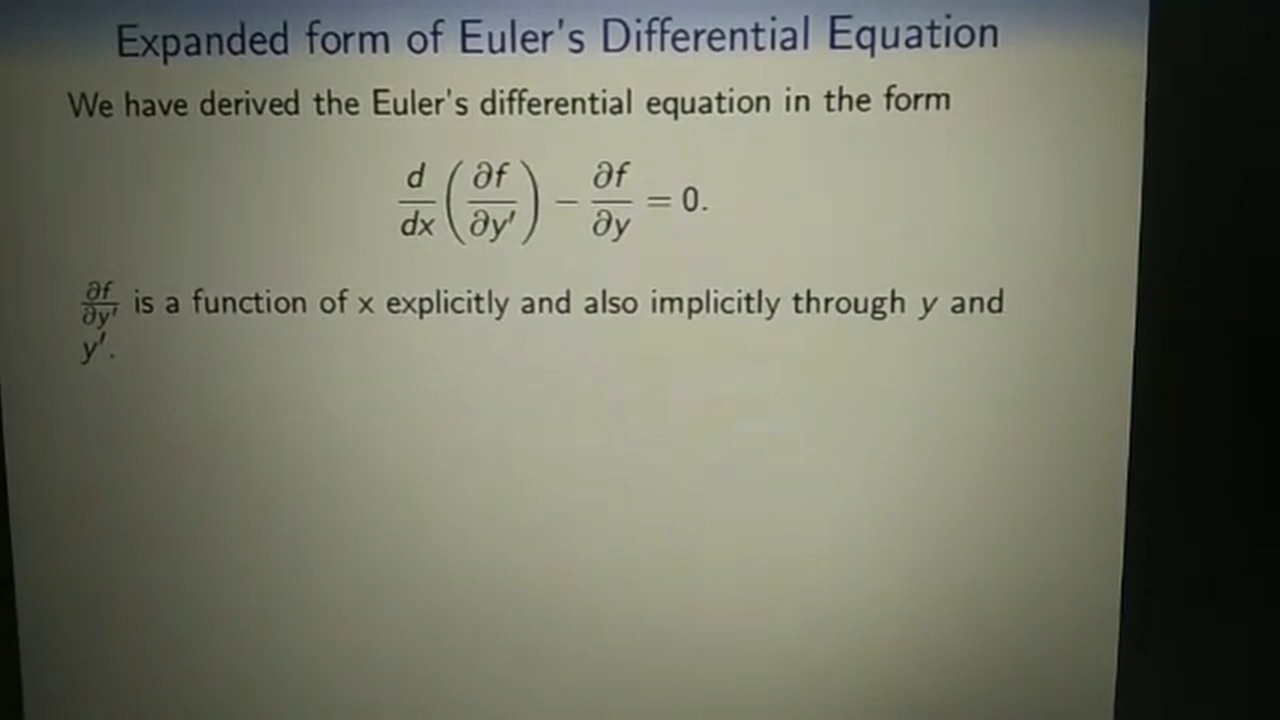 Expanded form of Euler's Differential Equation
We have derived the Euler's differential equation in the form
d/dx (∂f/∂y′) − ∂f/∂y = 0.
∂f/∂y′ is a function of x explicitly and also implicitly through y and
y′.